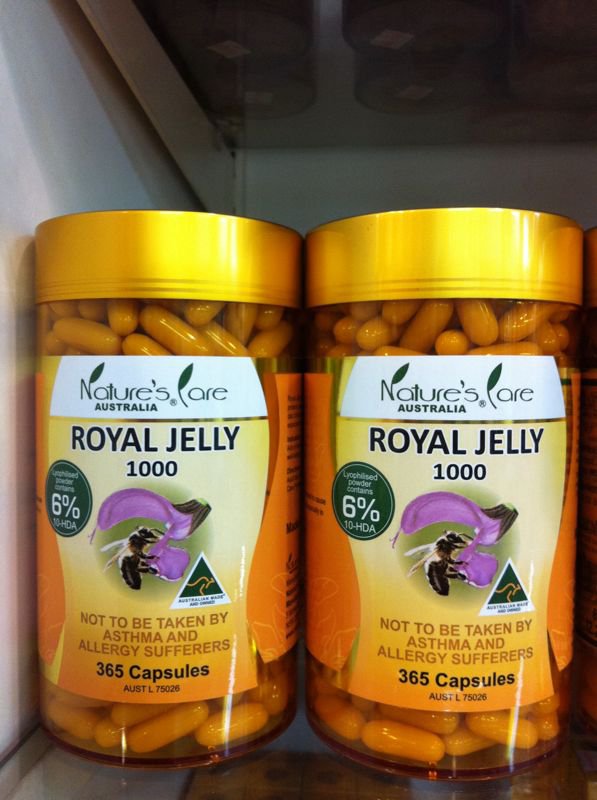 Nature's Care
AUSTRALIA ®
ROYAL JELLY
1000
Lyophilised
powder
contains
6%
10-HDA
AUSTRALIAN MADE
AND OWNED
NOT TO BE TAKEN BY
ASTHMA AND
ALLERGY SUFFERERS
365 Capsules
AUST L 75026
Nature's Care
AUSTRALIA ®
ROYAL JELLY
1000
Lyophilised
powder
contains
6%
10-HDA
AUSTRALIAN MADE
AND OWNED
NOT TO BE TAKEN BY
ASTHMA AND
ALLERGY SUFFERERS
365 Capsules
AUST L 75026